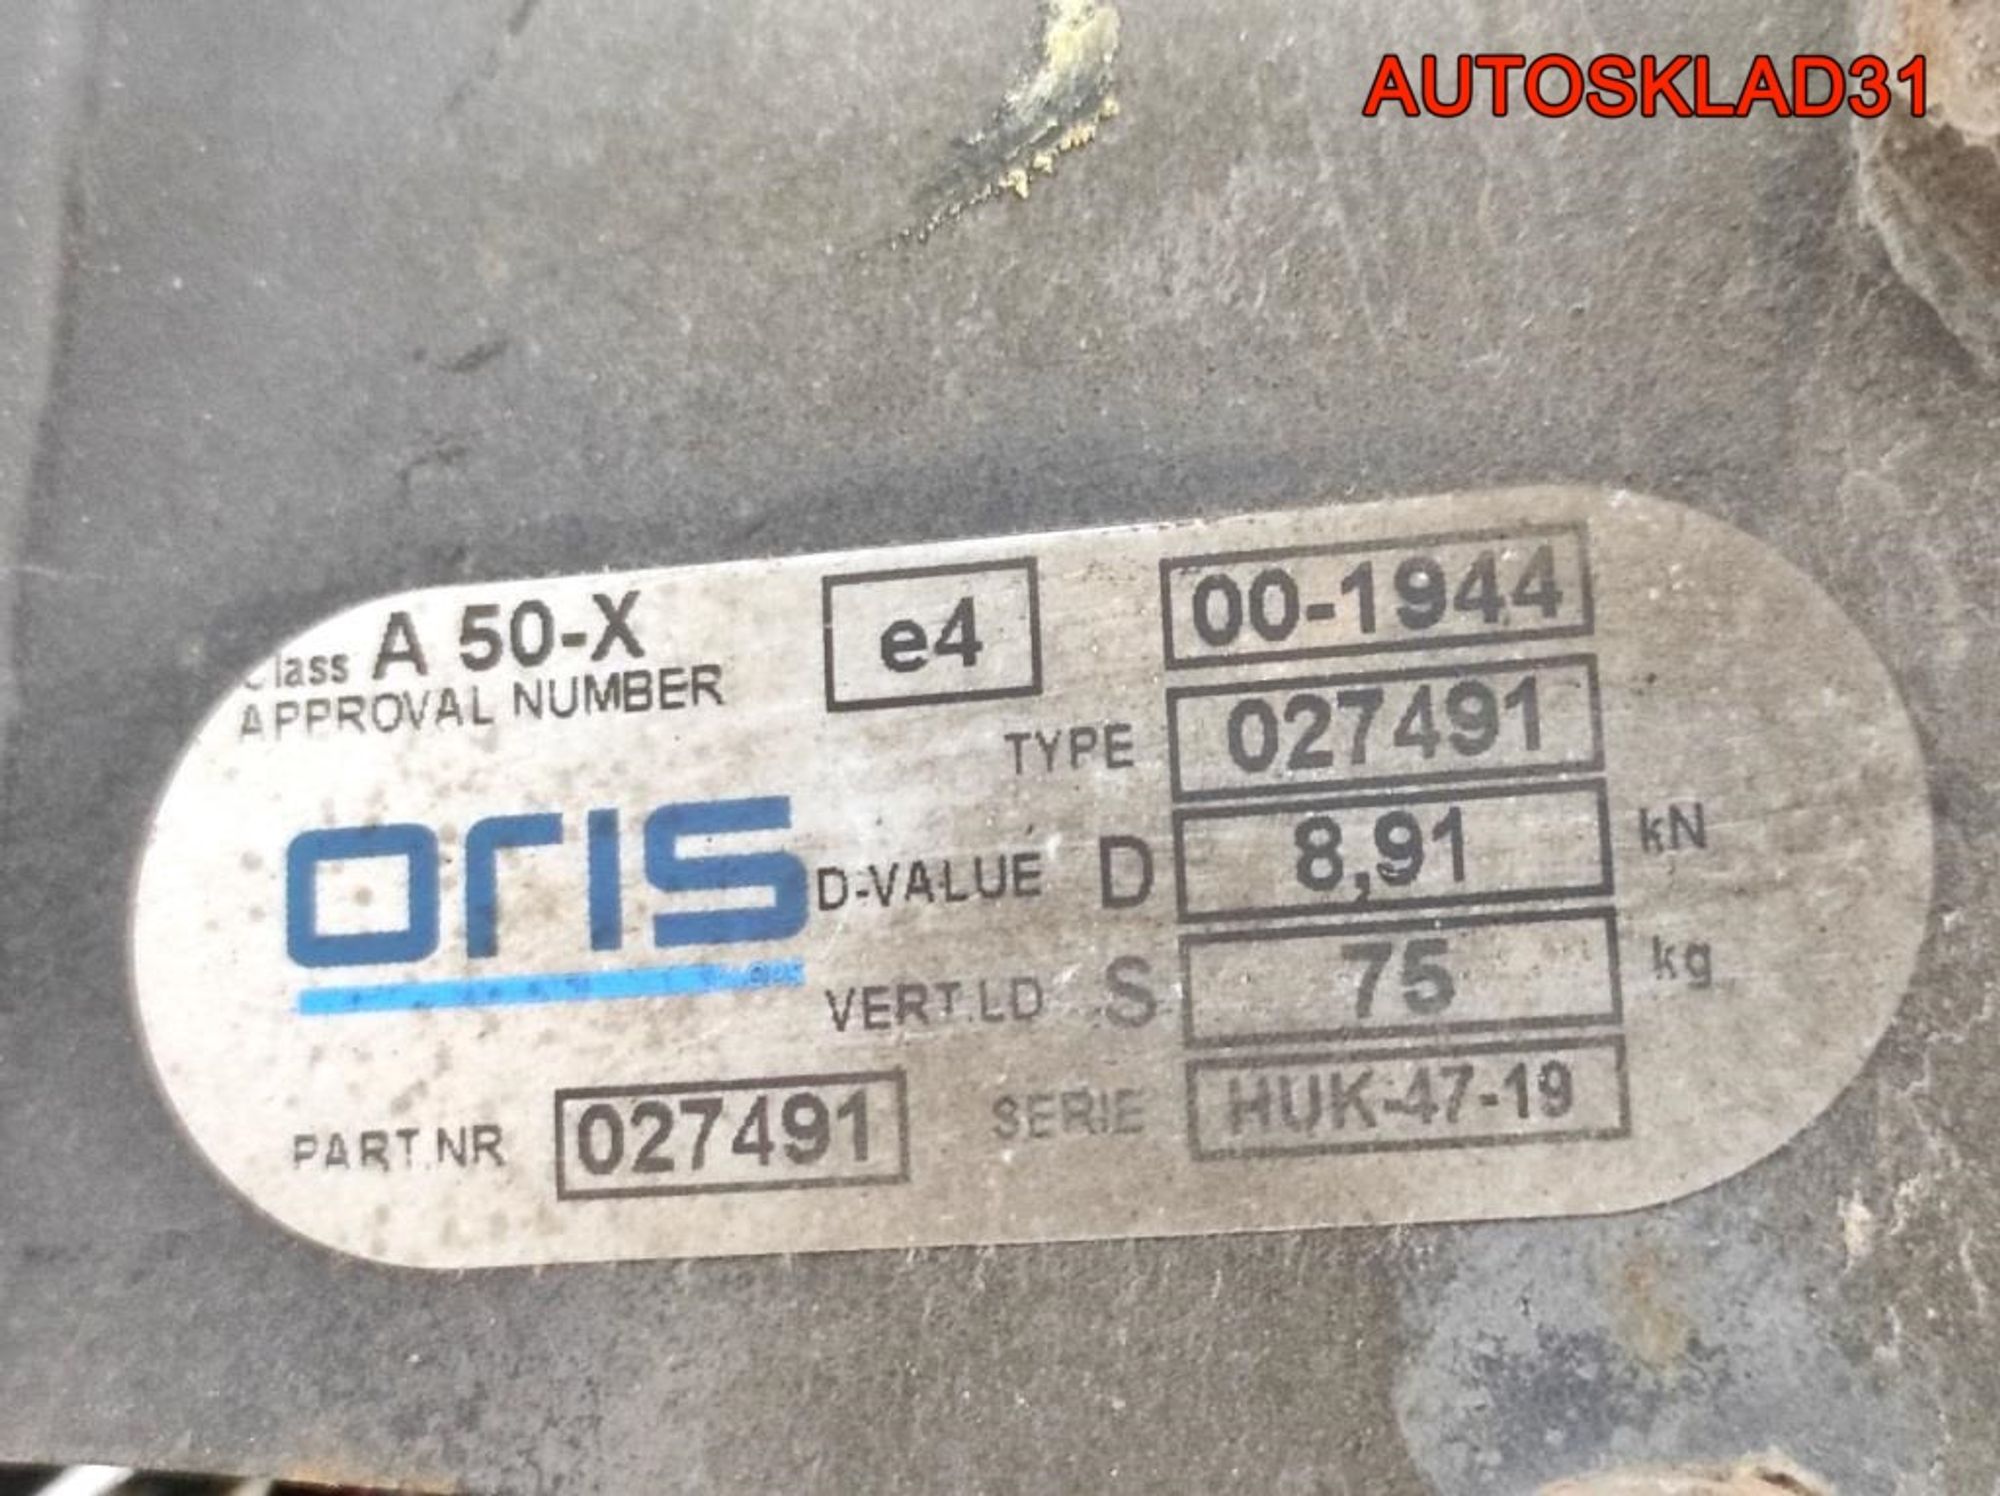 AUTOSKLAD31
Class A 50-X e4 00-1944
APPROVAL NUMBER
TYPE 027491
oris
D-VALUE D 8,91 kN
VERT.LD S 75 kg
PART.NR 027491 SERIE HUK-47-19